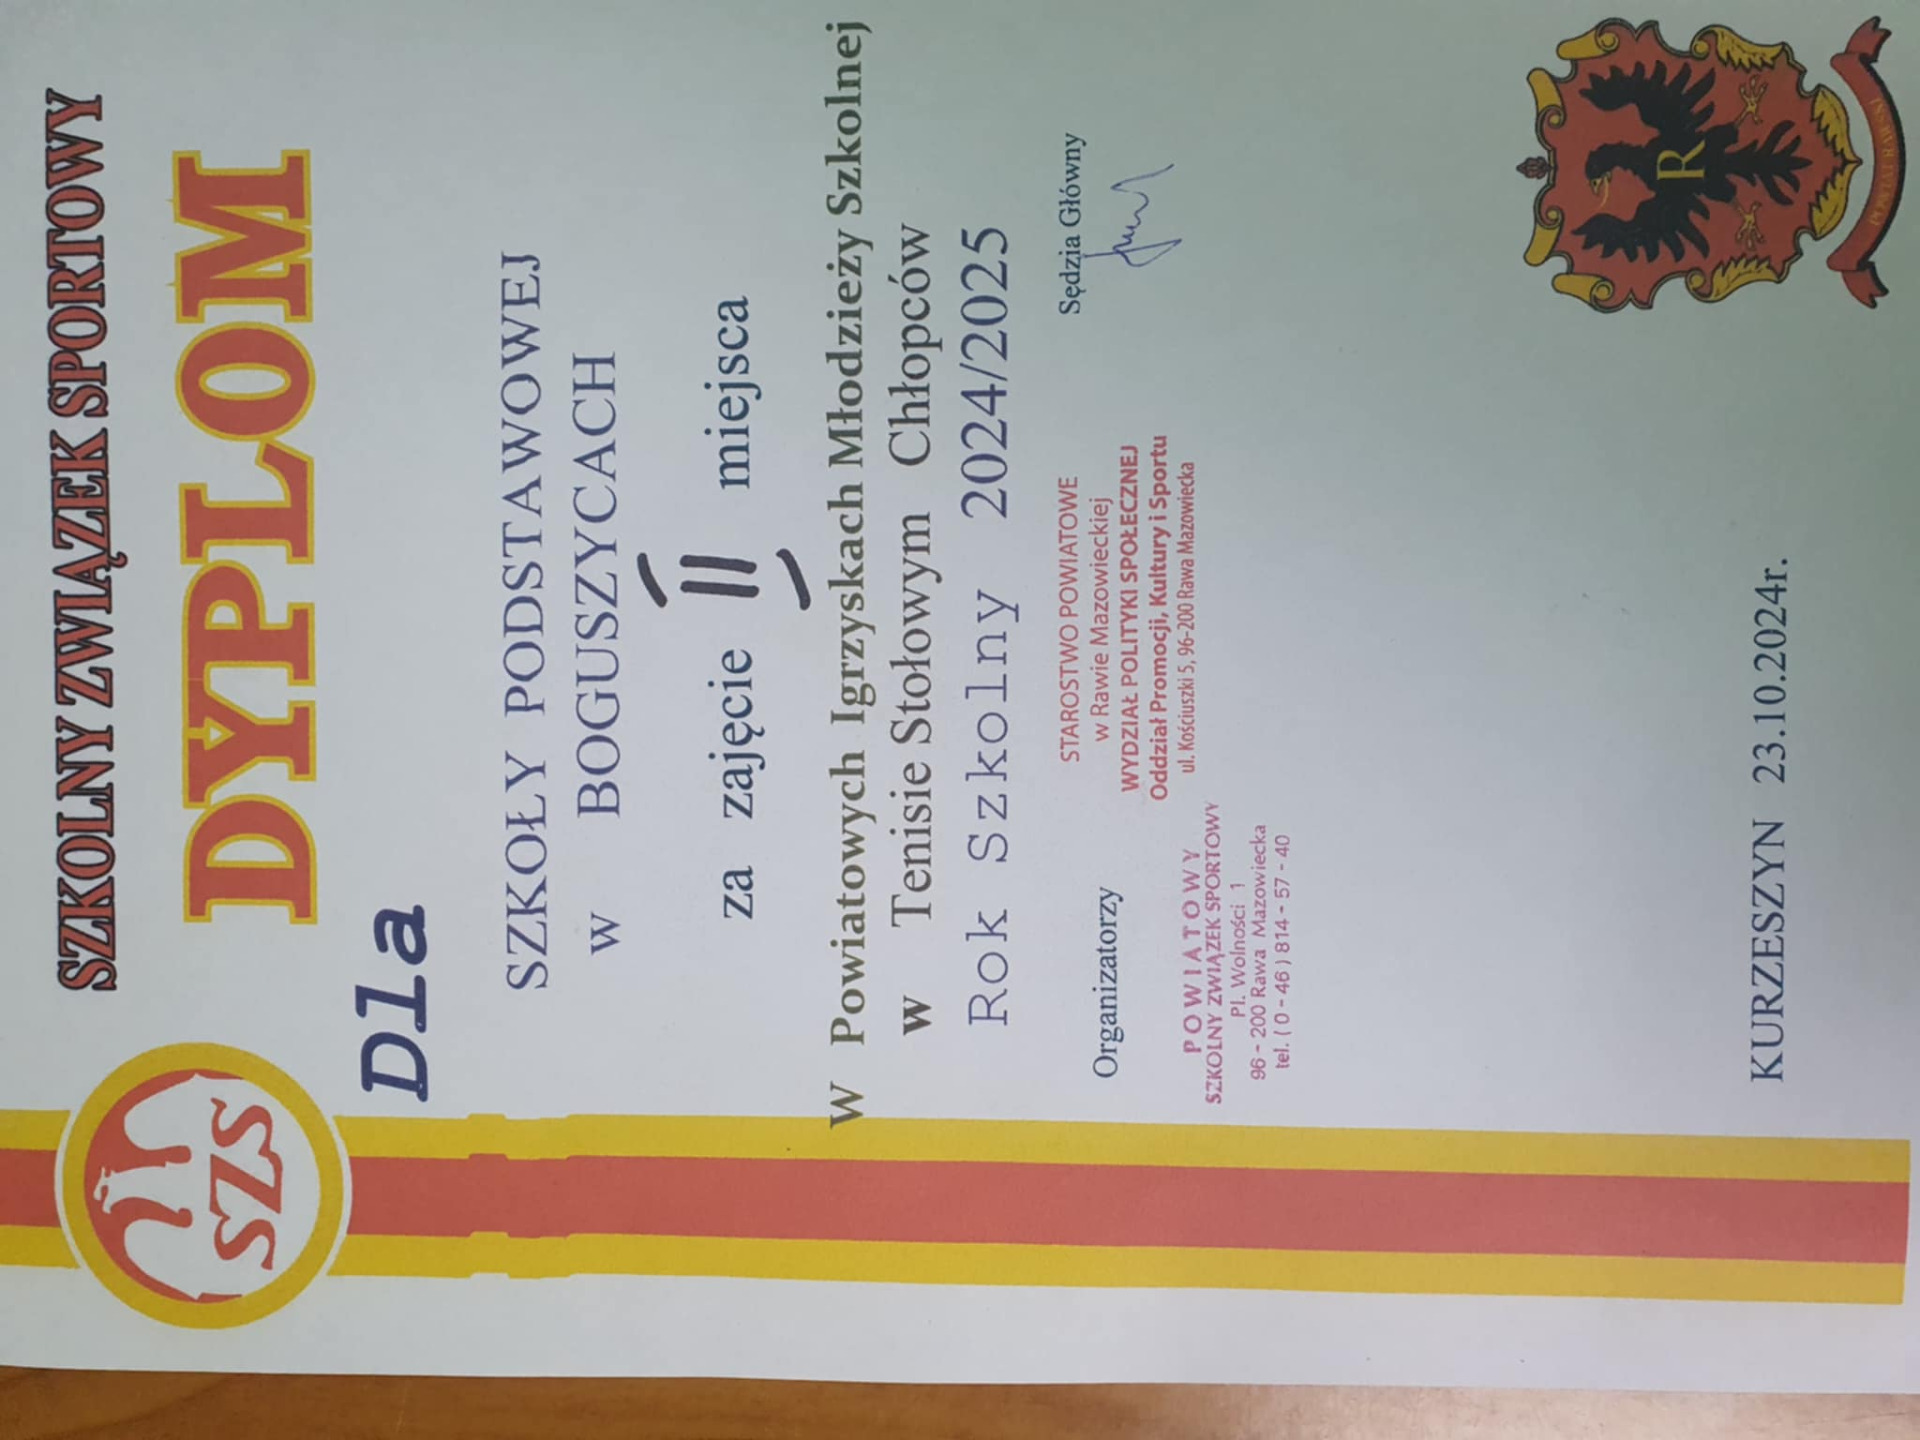 SZKOLNY ZWIĄZEK SPORTOWY
SZS
DYPLOM
Dla
SZKOŁY PODSTAWOWEJ
w BOGUSZYCACH
za zajęcie II miejsca
w Powiatowych Igrzyskach Młodzieży Szkolnej
w Tenisie Stołowym Chłopców
Rok Szkolny 2024/2025
Organizatorzy
POWIATOWY
SZKOLNY ZWIĄZEK SPORTOWY
Pl. Wolności 1
96 - 200 Rawa Mazowiecka
tel. ( 0 - 46 ) 814 - 57 - 40
STAROSTWO POWIATOWE
w Rawie Mazowieckiej
WYDZIAŁ POLITYKI SPOŁECZNEJ
Oddział Promocji, Kultury i Sportu
ul. Kościuszki 5, 96-200 Rawa Mazowiecka
Sędzia Główny
KURZESZYN 23.10.2024r.
R
POWIAT RAWSKI